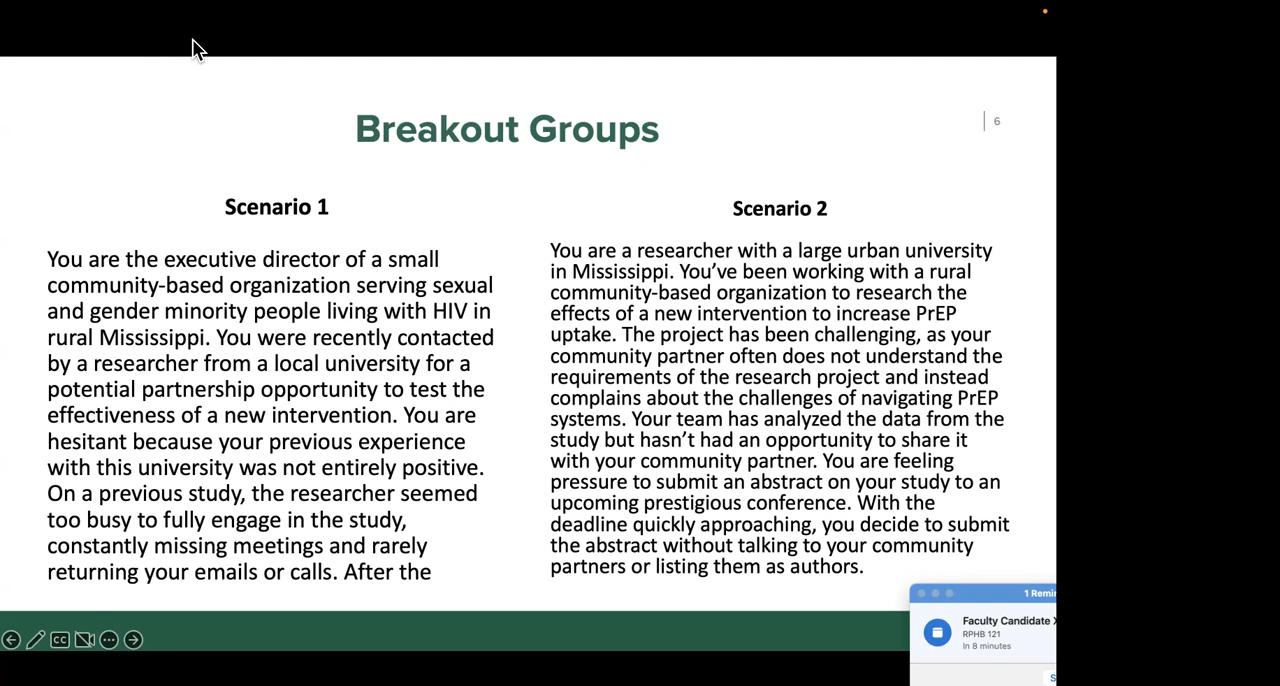 Breakout Groups
6
Scenario 1
You are the executive director of a small
community-based organization serving sexual
and gender minority people living with HIV in
rural Mississippi. You were recently contacted
by a researcher from a local university for a
potential partnership opportunity to test the
effectiveness of a new intervention. You are
hesitant because your previous experience
with this university was not entirely positive.
On a previous study, the researcher seemed
too busy to fully engage in the study,
constantly missing meetings and rarely
returning your emails or calls. After the
Scenario 2
You are a researcher with a large urban university
in Mississippi. You’ve been working with a rural
community-based organization to research the
effects of a new intervention to increase PrEP
uptake. The project has been challenging, as your
community partner often does not understand the
requirements of the research project and instead
complains about the challenges of navigating PrEP
systems. Your team has analyzed the data from the
study but hasn’t had an opportunity to share it
with your community partner. You are feeling
pressure to submit an abstract on your study to an
upcoming prestigious conference. With the
deadline quickly approaching, you decide to submit
the abstract without talking to your community
partners or listing them as authors.
CC
1
Faculty Candidate
RPHB 121
In 8 minutes